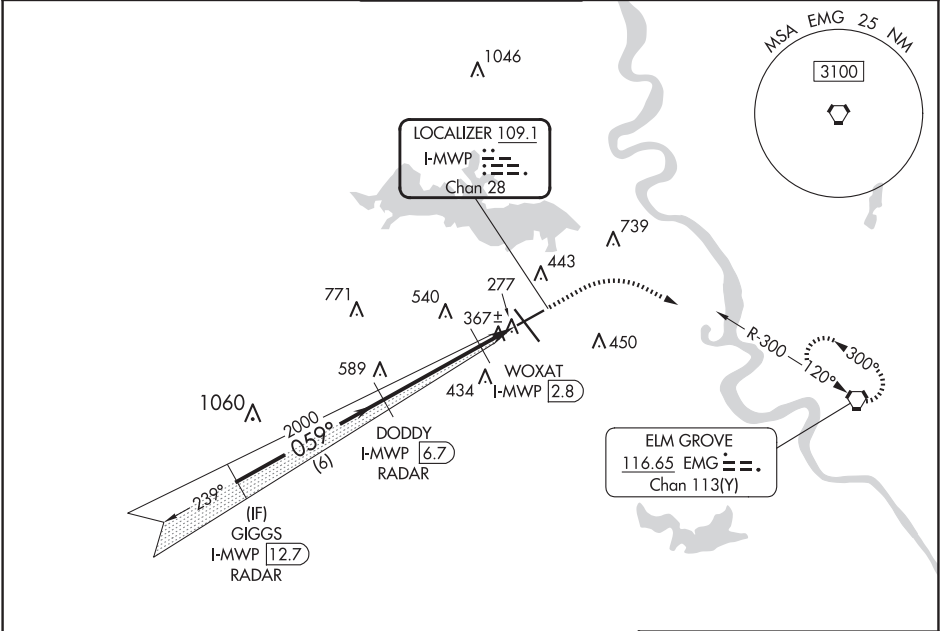 MSA EMG 25 NM
3100
1046
LOCALIZER 109.1
I-MWP
Chan 28
739
443
277
771
540
367±
450
589
WOXAT
434
I-MWP 2.8
R-300
120°
300°
1060
2000
059°
(6)
DODDY
I-MWP 6.7
RADAR
ELM GROVE
116.65 EMG
Chan 113(Y)
239°
(IF)
GIGGS
I-MWP 12.7
RADAR